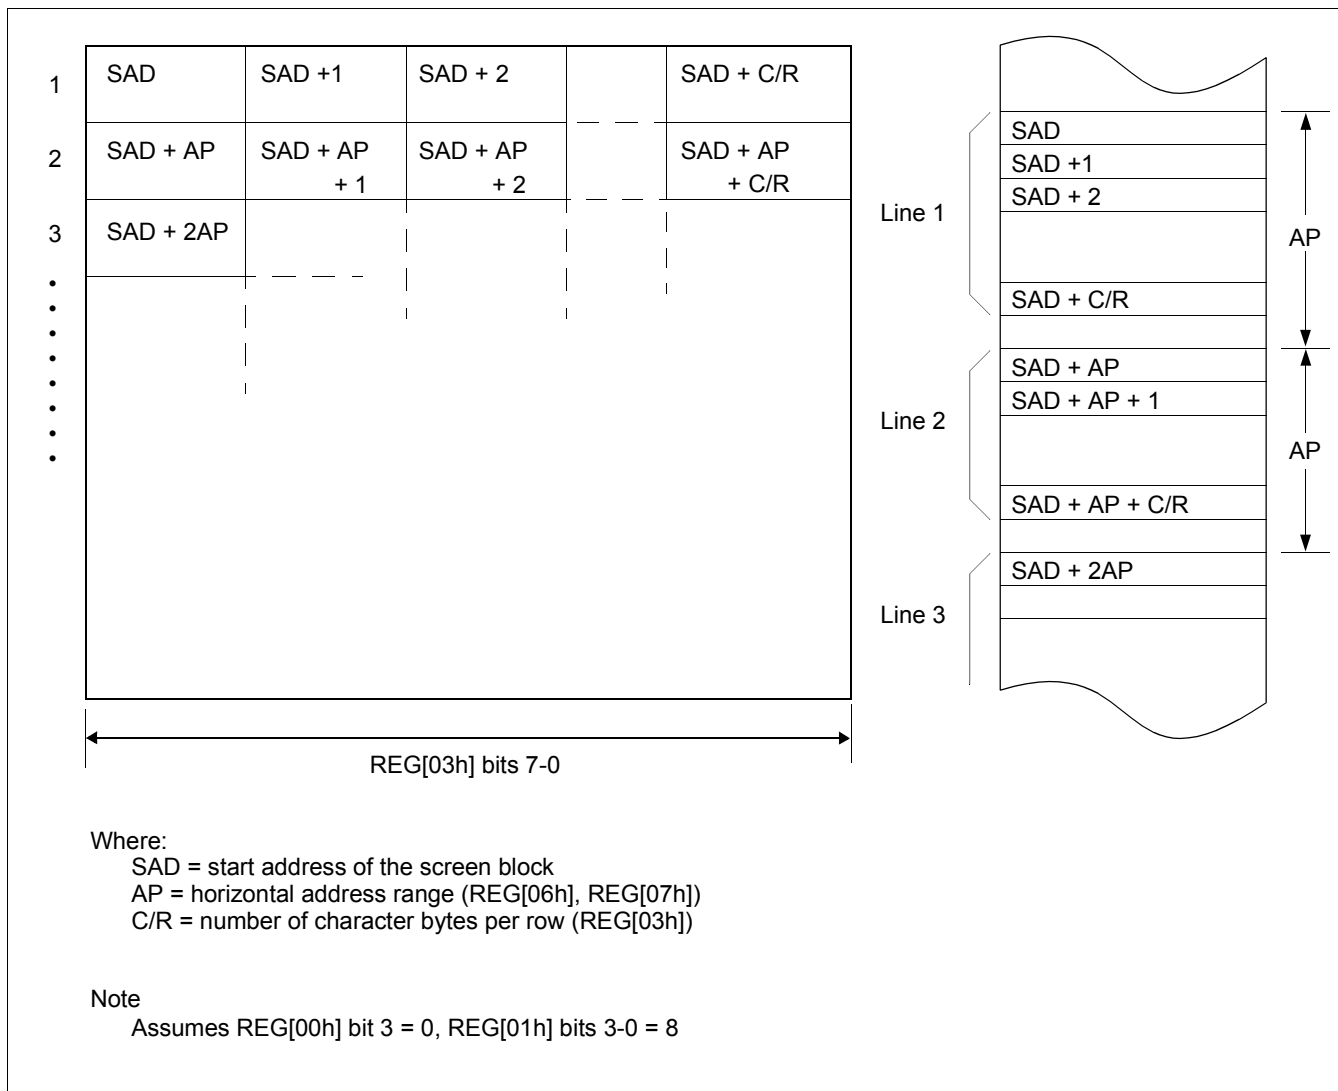 1 SAD SAD +1 SAD + 2 SAD + C/R
2 SAD + AP SAD + AP + 1 SAD + AP + 2 SAD + AP + C/R
3 SAD + 2AP
REG[03h] bits 7-0
Line 1
SAD
SAD +1
SAD + 2
SAD + C/R
AP
Line 2
SAD + AP
SAD + AP + 1
SAD + AP + C/R
AP
Line 3
SAD + 2AP
Where:
SAD = start address of the screen block
AP = horizontal address range (REG[06h], REG[07h])
C/R = number of character bytes per row (REG[03h])
Note
Assumes REG[00h] bit 3 = 0, REG[01h] bits 3-0 = 8